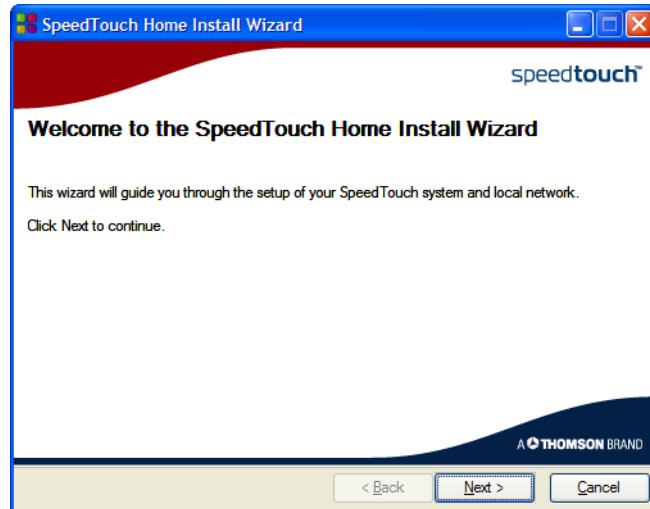 SpeedTouch Home Install Wizard
speedtouch™
Welcome to the SpeedTouch Home Install Wizard
This wizard will guide you through the setup of your SpeedTouch system and local network.
Click Next to continue.
A THOMSON BRAND
< Back Next > Cancel